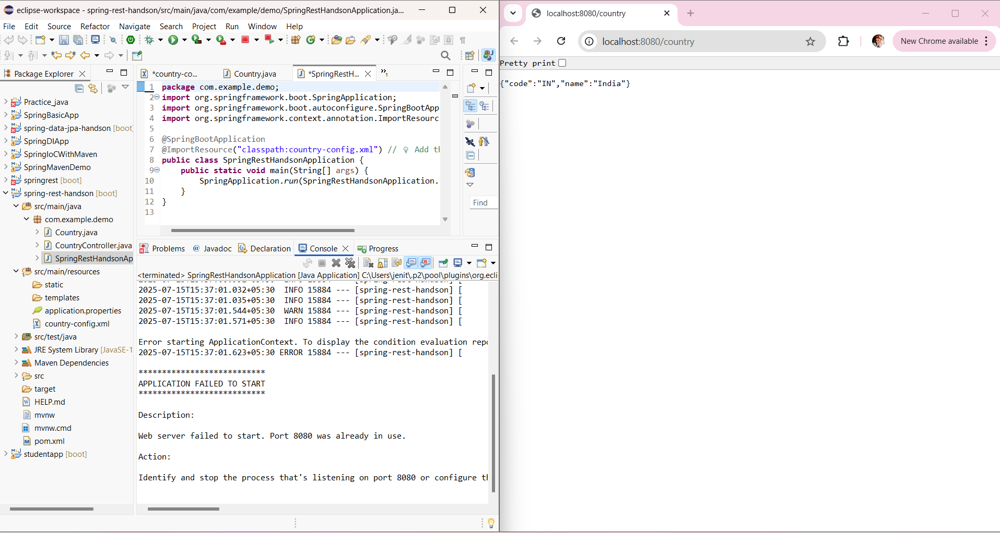 eclipse-workspace - spring-rest-handson/src/main/java/com/example/demo/SpringRestHandsonApplication.ja...
File Edit Source Refactor Navigate Search Project Run Window Help
Package Explorer
Practice_java
SpringBasicApp
spring-data-jpa-handson [boot]
SpringDIApp
SpringIoCWithMaven
SpringMavenDemo
springrest [boot]
spring-rest-handson [boot]
src/main/java
com.example.demo
Country.java
CountryController.java
SpringRestHandsonAp
src/main/resources
static
templates
application.properties
country-config.xml
src/test/java
JRE System Library [JavaSE-1
Maven Dependencies
src
target
HELP.md
mvnw
mvnw.cmd
pom.xml
studentapp [boot]
*country-co... Country.java *SpringRestH... »1
1 package com.example.demo;
2 import org.springframework.boot.SpringApplication;
3 import org.springframework.boot.autoconfigure.SpringBootApp
4 import org.springframework.context.annotation.ImportResourc
5
6 @SpringBootApplication
7 @ImportResource("classpath:country-config.xml") // 💡 Add th
8 public class SpringRestHandsonApplication {
9 public static void main(String[] args) {
10 SpringApplication.run(SpringRestHandsonApplication.
11 }
12 }
13
Find
Problems @ Javadoc Declaration Console Progress
<terminated> SpringRestHandsonApplication [Java Application] C:\Users\jenit\.p2\pool\plugins\org.ecli
2025-07-15T15:37:01.032+05:30 INFO 15884 --- [spring-rest-handson] [
2025-07-15T15:37:01.035+05:30 INFO 15884 --- [spring-rest-handson] [
2025-07-15T15:37:01.544+05:30 WARN 15884 --- [spring-rest-handson] [
2025-07-15T15:37:01.571+05:30 INFO 15884 --- [spring-rest-handson] [
Error starting ApplicationContext. To display the condition evaluation repo
2025-07-15T15:37:01.623+05:30 ERROR 15884 --- [spring-rest-handson] [
***************************
APPLICATION FAILED TO START
***************************
Description:
Web server failed to start. Port 8080 was already in use.
Action:
Identify and stop the process that's listening on port 8080 or configure th
localhost:8080/country
localhost:8080/country
New Chrome available
Pretty print
{"code":"IN","name":"India"}